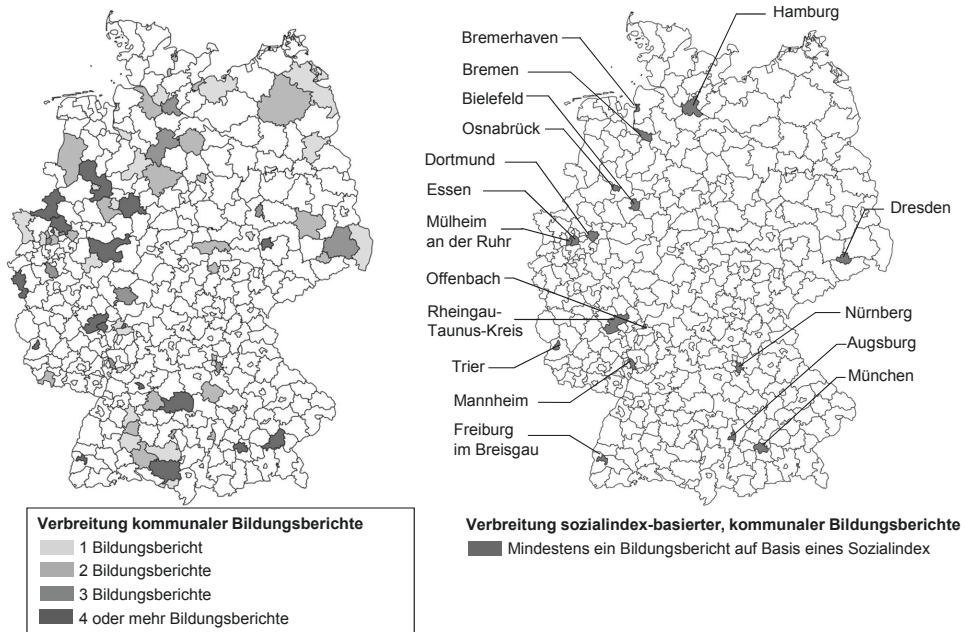 Hamburg
Bremerhaven
Bremen
Bielefeld
Osnabrück
Dortmund
Essen
Mülheim
an der Ruhr
Offenbach
Rheingau-
Taunus-Kreis
Trier
Mannheim
Freiburg
im Breisgau
Dresden
Nürnberg
Augsburg
München
Verbreitung kommunaler Bildungsberichte
1 Bildungsbericht
2 Bildungsberichte
3 Bildungsberichte
4 oder mehr Bildungsberichte
Verbreitung sozialindex-basierter, kommunaler Bildungsberichte
Mindestens ein Bildungsbericht auf Basis eines Sozialindex